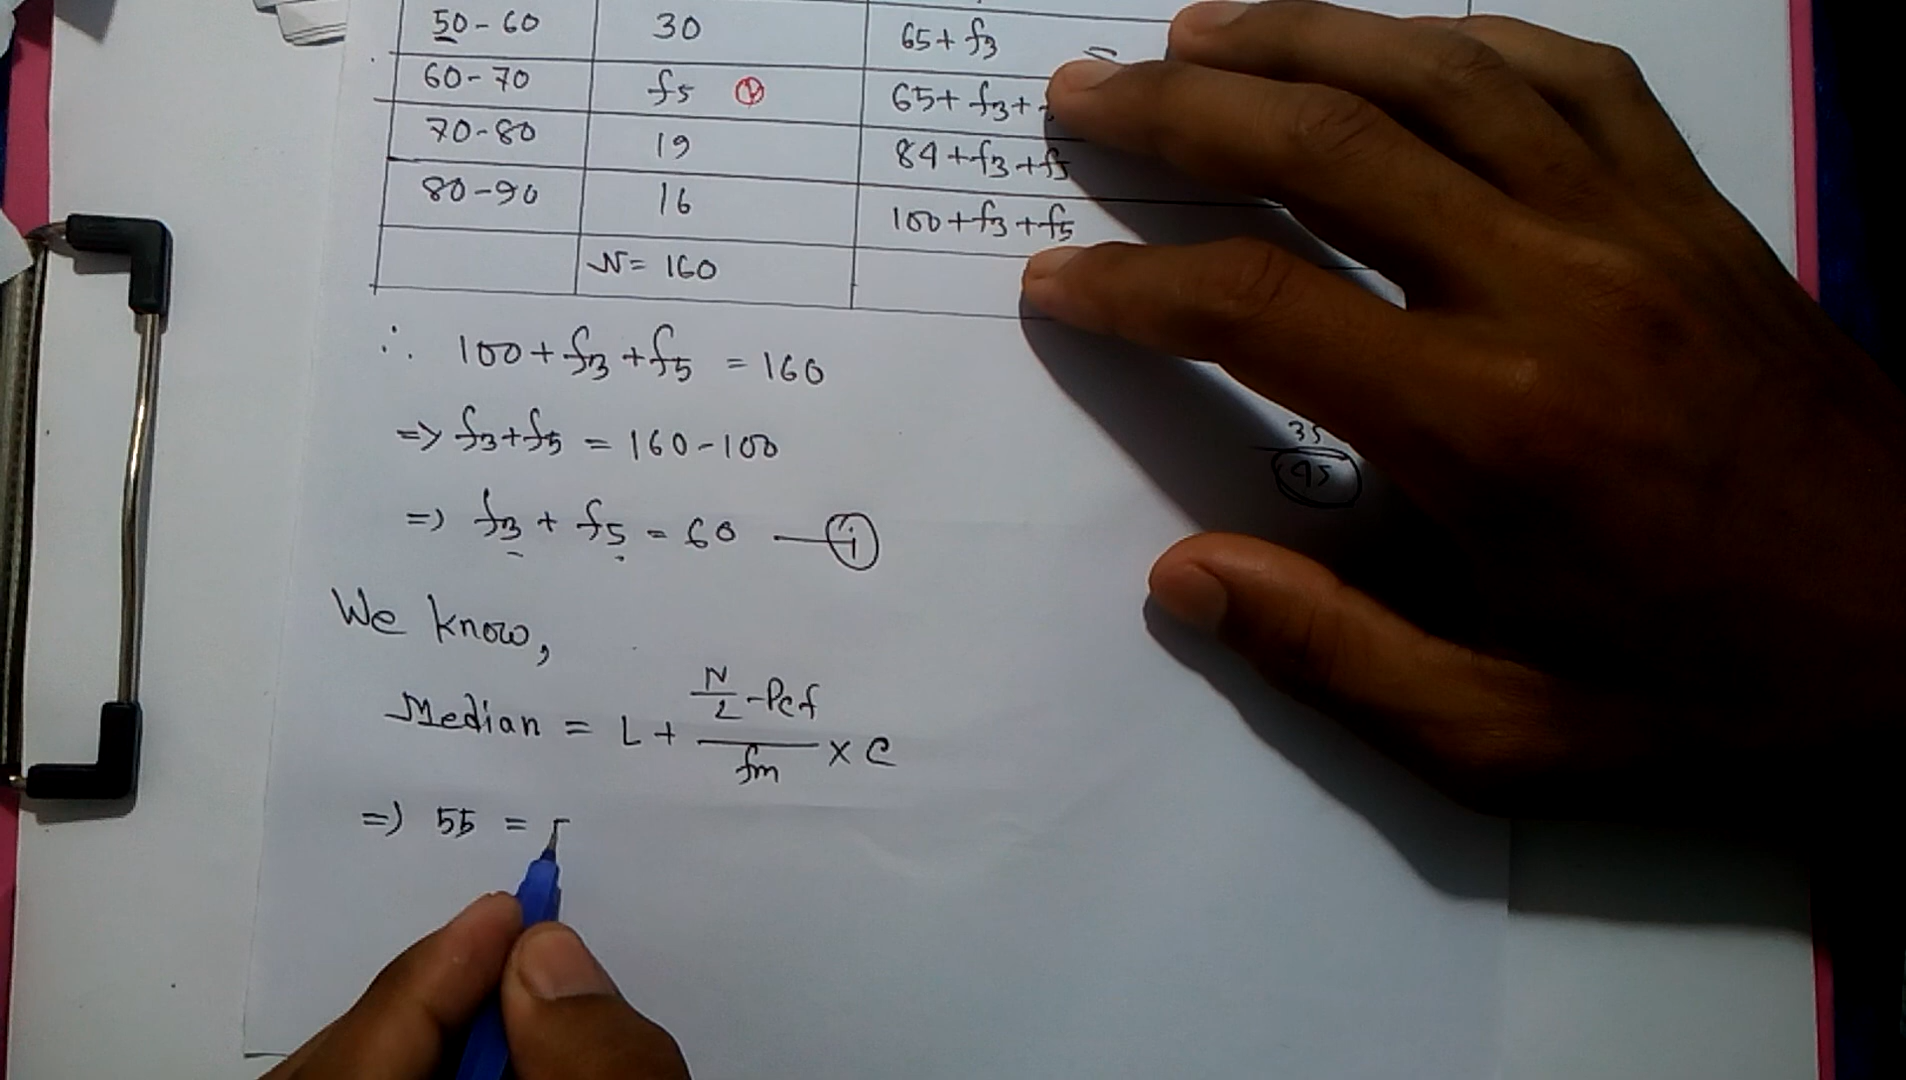 50-60 30 65+f3 =
60-70 f5 65+f3+
70-80 19 84+f3+f5
80-90 16 100+f3+f5
N= 160
∴ 100+f3+f5 = 160
=> f3+f5 = 160-100
=> f3 + f5 = 60 — (i)
35
95
We know,
Median = L + (N/2 - Pcf)/fm × C
=> 55 =